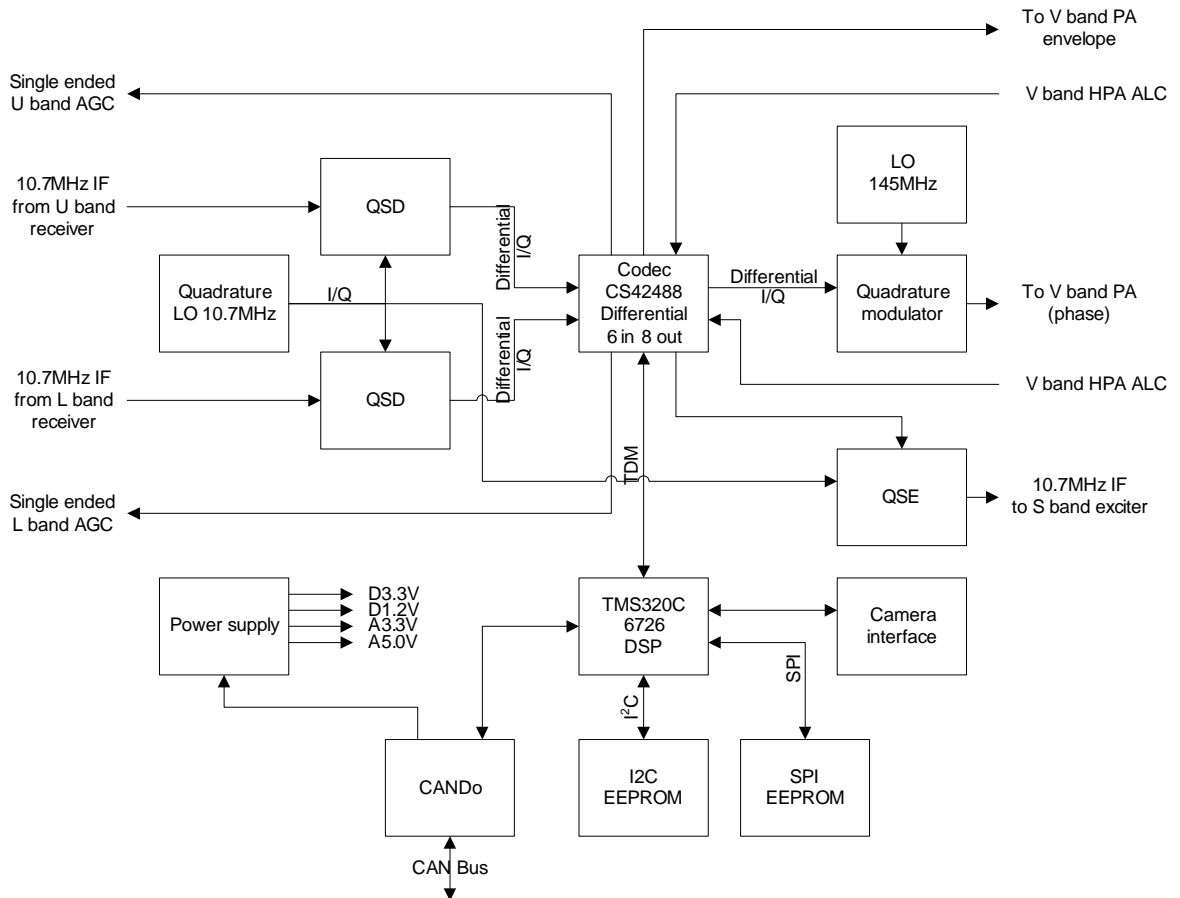 To V band PA
envelope
Single ended
U band AGC
V band HPA ALC
LO
145MHz
10.7MHz IF
from U band
receiver
QSD
Differential
I/Q
Quadrature
LO 10.7MHz
I/Q
Codec
CS42488
Differential
6 in 8 out
Differential
I/Q
Quadrature
modulator
To V band PA
(phase)
10.7MHz IF
from L band
receiver
QSD
Differential
I/Q
V band HPA ALC
TDM
QSE
10.7MHz IF
to S band exciter
Single ended
L band AGC
Power supply
D3.3V
D1.2V
A3.3V
A5.0V
TMS320C
6726
DSP
Camera
interface
I²C
SPI
CANDo
I2C
EEPROM
SPI
EEPROM
CAN Bus